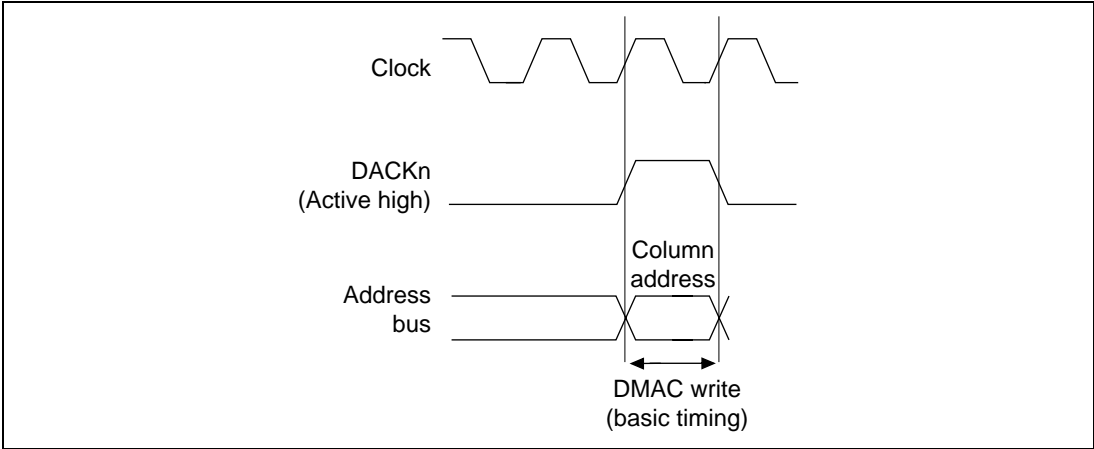 Clock
DACKn
(Active high)
Column
address
Address
bus
DMAC write
(basic timing)